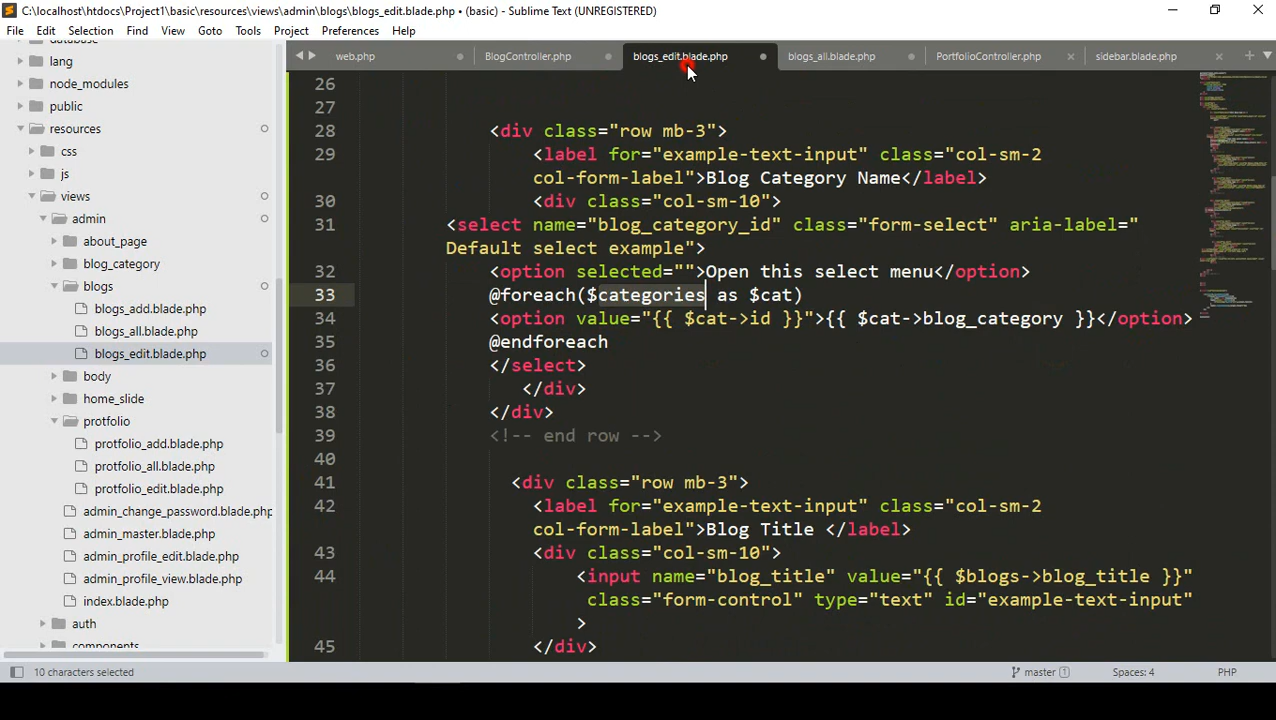 C:\localhost\htdocs\Project1\basic\resources\views\admin\blogs\blogs_edit.blade.php • (basic) - Sublime Text (UNREGISTERED)
File Edit Selection Find View Goto Tools Project Preferences Help
web.php BlogController.php blogs_edit.blade.php blogs_all.blade.php PortfolioController.php sidebar.blade.php
lang
node_modules
public
resources
css
js
views
admin
about_page
blog_category
blogs
blogs_add.blade.php
blogs_all.blade.php
blogs_edit.blade.php
body
home_slide
protfolio
protfolio_add.blade.php
protfolio_all.blade.php
protfolio_edit.blade.php
admin_change_password.blade.php
admin_master.blade.php
admin_profile_edit.blade.php
admin_profile_view.blade.php
index.blade.php
auth
components
26
27
28 <div class="row mb-3">
29 <label for="example-text-input" class="col-sm-2
col-form-label">Blog Category Name</label>
30 <div class="col-sm-10">
31 <select name="blog_category_id" class="form-select" aria-label="
Default select example">
32 <option selected="">Open this select menu</option>
33 @foreach($categories as $cat)
34 <option value="{{ $cat->id }}">{{ $cat->blog_category }}</option>
35 @endforeach
36 </select>
37 </div>
38 </div>
39 <!-- end row -->
40
41 <div class="row mb-3">
42 <label for="example-text-input" class="col-sm-2
col-form-label">Blog Title </label>
43 <div class="col-sm-10">
44 <input name="blog_title" value="{{ $blogs->blog_title }}"
class="form-control" type="text" id="example-text-input"
>
45 </div>
10 characters selected master 1 Spaces: 4 PHP